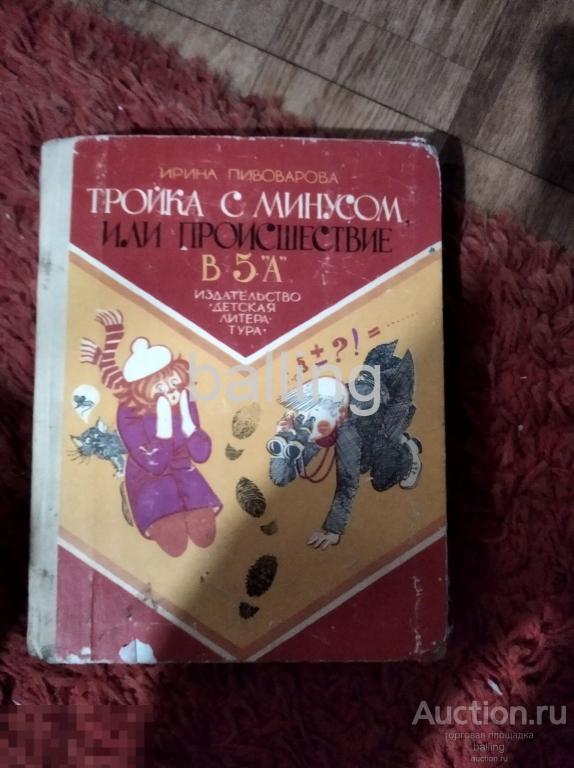 ИРИНА ПИВОВАРОВА
ТРОЙКА С МИНУСОМ,
ИЛИ ПРОИСШЕСТВИЕ
В 5 "А"
ИЗДАТЕЛЬСТВО
·ДЕТСКАЯ
ЛИТЕРА·
ТУРА·
3 ± ? ! = .......
balling
Auction.ru
торговая площадка
balling
auction.ru